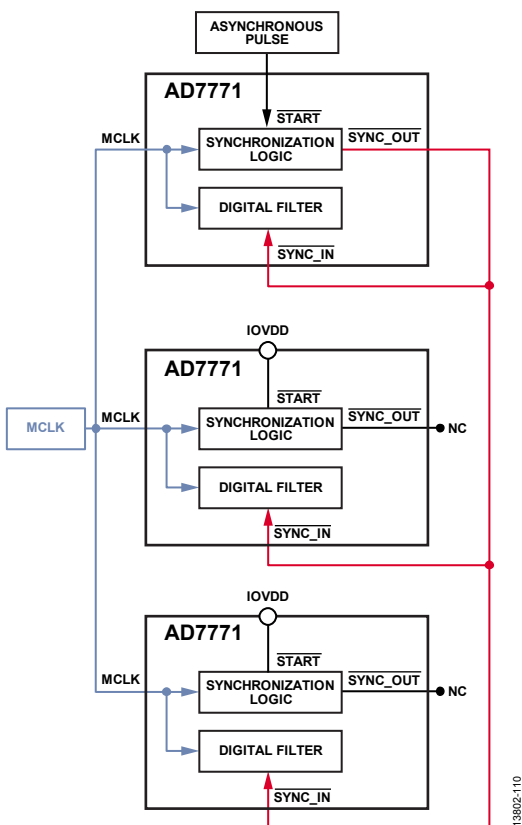 ASYNCHRONOUS
PULSE
AD7771
START
MCLK
SYNCHRONIZATION
LOGIC
SYNC_OUT
DIGITAL FILTER
SYNC_IN
IOVDD
AD7771
START
MCLK
MCLK
SYNCHRONIZATION
LOGIC
SYNC_OUT
NC
DIGITAL FILTER
SYNC_IN
IOVDD
AD7771
START
MCLK
SYNCHRONIZATION
LOGIC
SYNC_OUT
NC
DIGITAL FILTER
SYNC_IN
13802-110